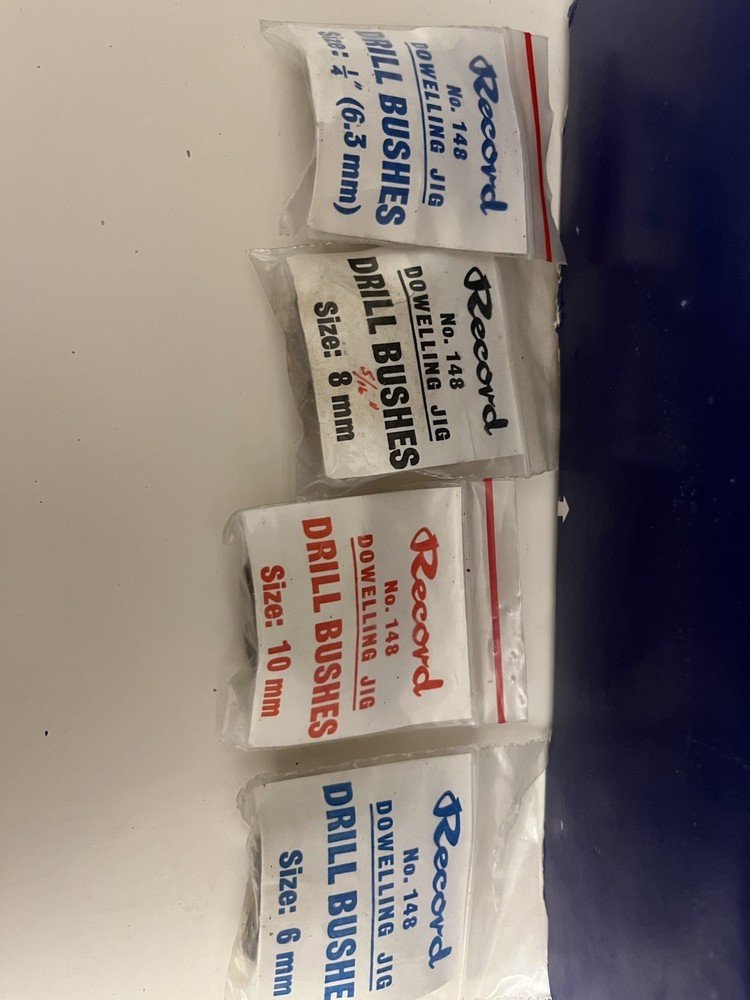 Record
No. 148
DOWELLING JIG
DRILL BUSHES
Size: 1/4" (6.3 mm)
Record
No. 148
DOWELLING JIG
DRILL BUSHES
5/16"
Size: 8 mm
Record
No. 148
DOWELLING JIG
DRILL BUSHES
Size: 10 mm
Record
No. 148
DOWELLING JIG
DRILL BUSHE
Size: 6 mm